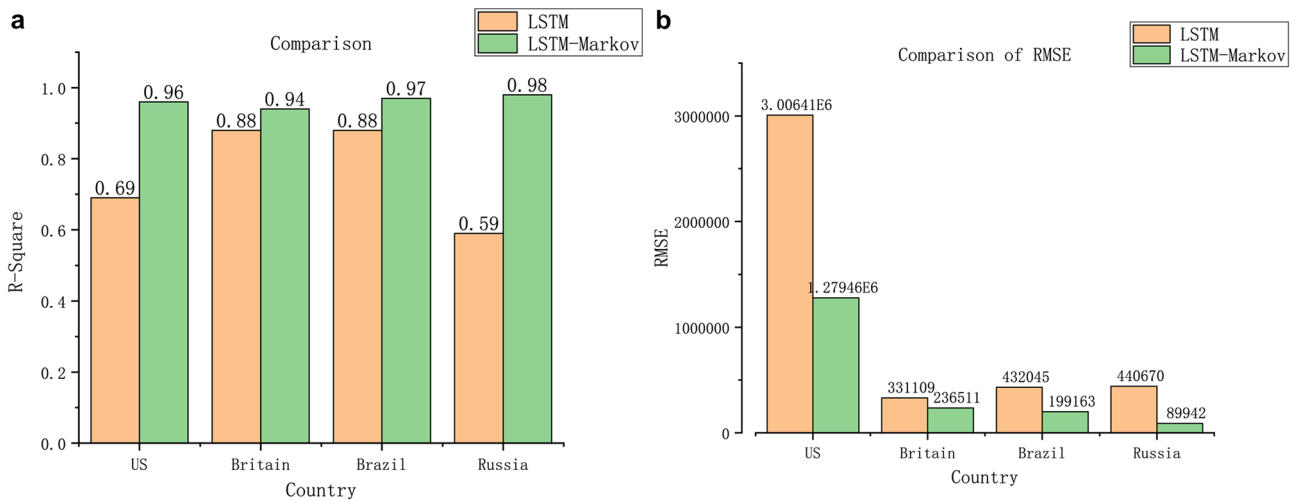 a
LSTM
LSTM-Markov
Comparison
R-Square
1.0
0.8
0.6
0.4
0.2
0.0
0.69
0.96
0.88
0.94
0.88
0.97
0.59
0.98
US
Britain
Brazil
Russia
Country
b
LSTM
LSTM-Markov
Comparison of RMSE
RMSE
3000000
2000000
1000000
0
3.00641E6
1.27946E6
331109
236511
432045
199163
440670
89942
US
Britain
Brazil
Russia
Country